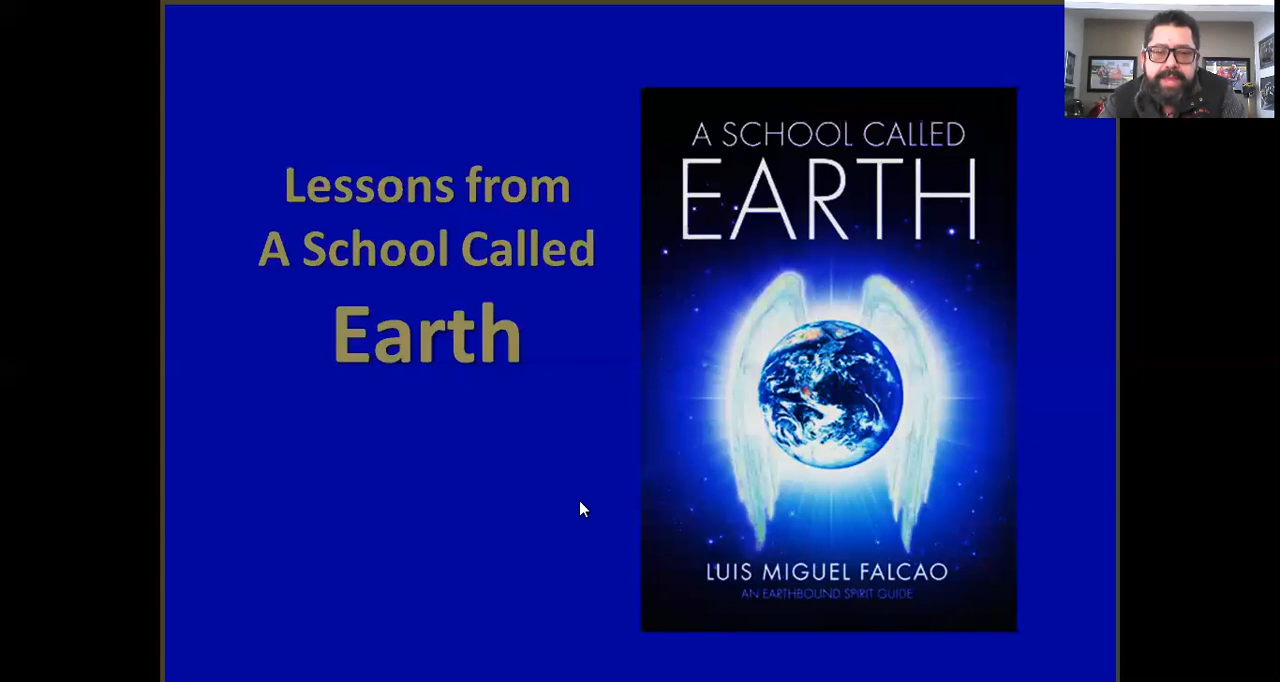 Lessons from
A School Called
Earth
A SCHOOL CALLED
EARTH
LUIS MIGUEL FALCAO
AN EARTHBOUND SPIRIT GUIDE